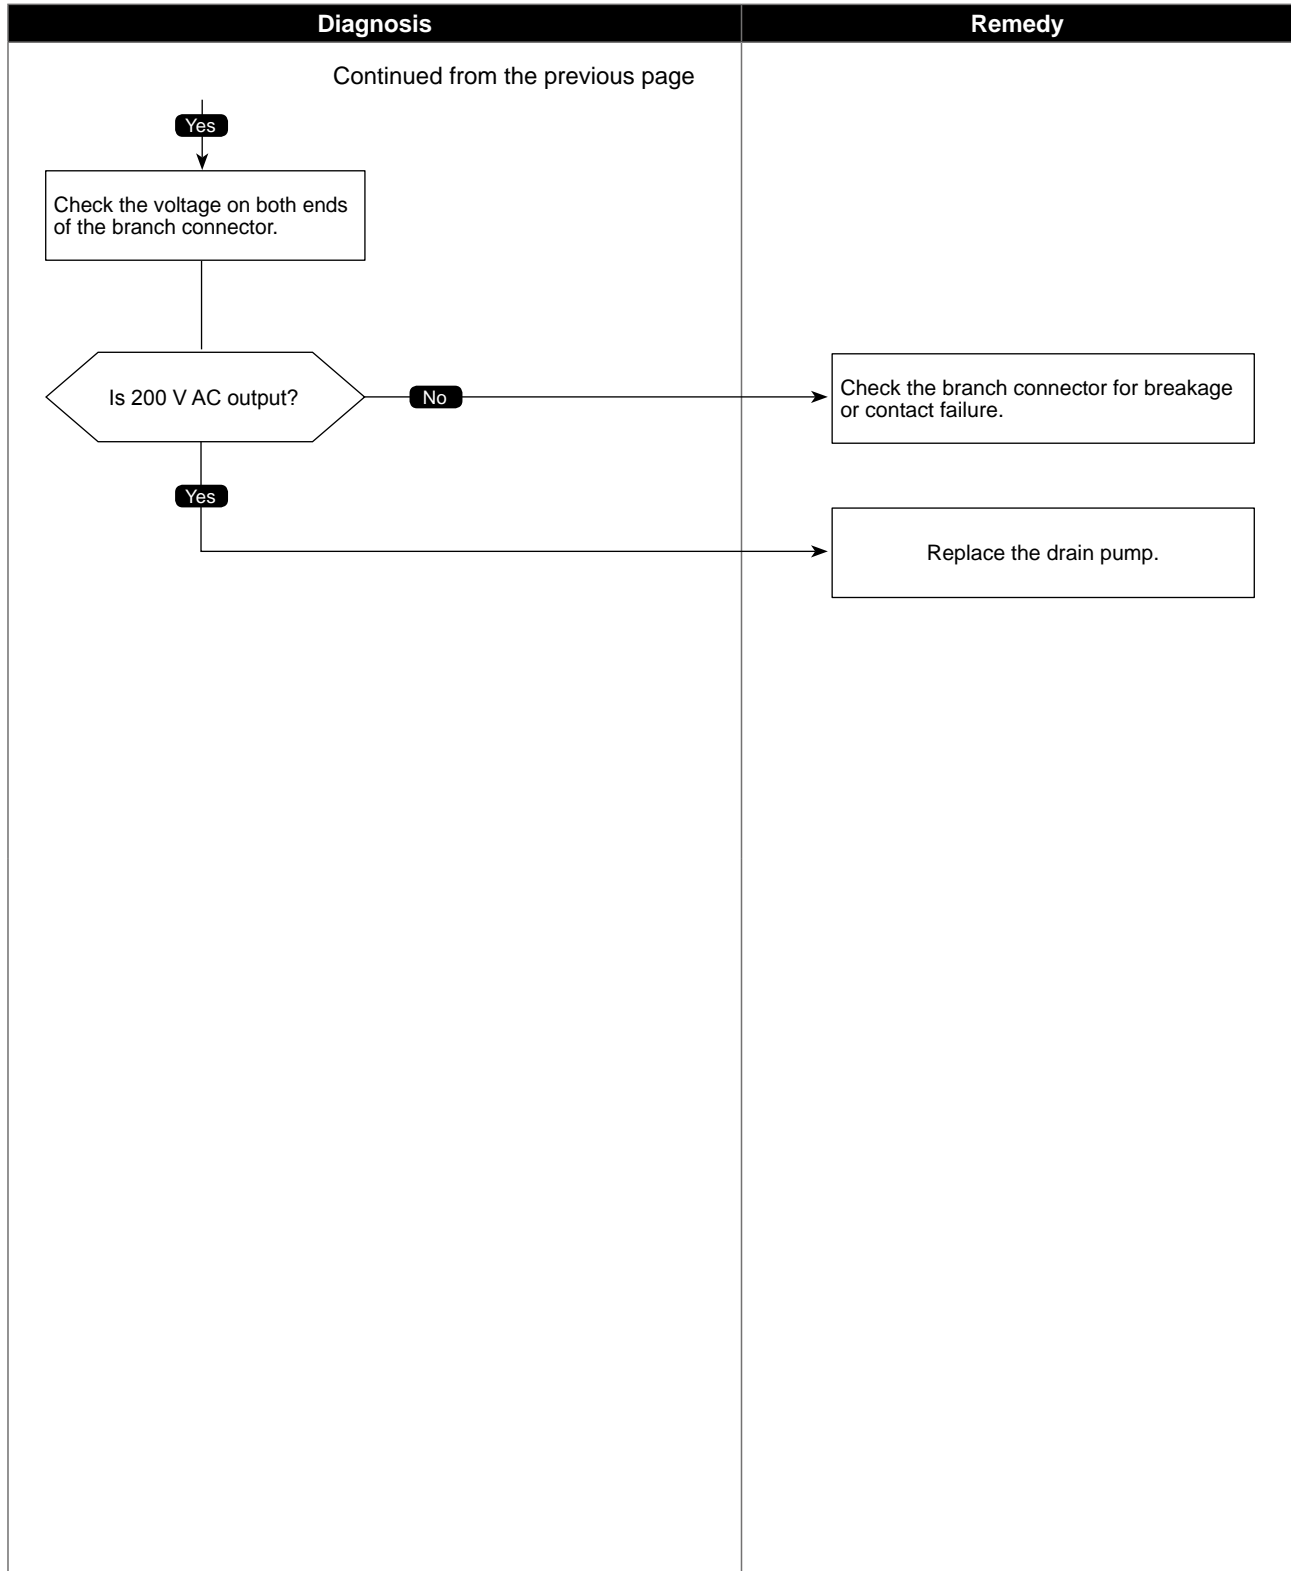 Diagnosis
Remedy
Continued from the previous page
Yes
Check the voltage on both ends
of the branch connector.
Is 200 V AC output?
No
Check the branch connector for breakage
or contact failure.
Yes
Replace the drain pump.